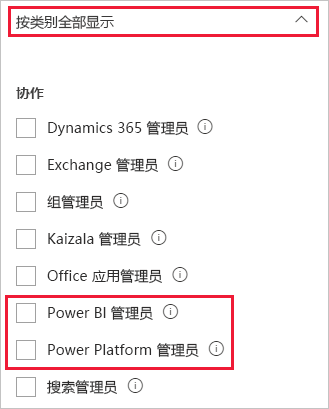 按类别全部显示
协作
Dynamics 365 管理员
Exchange 管理员
组管理员
Kaizala 管理员
Office 应用管理员
Power BI 管理员
Power Platform 管理员
搜索管理员